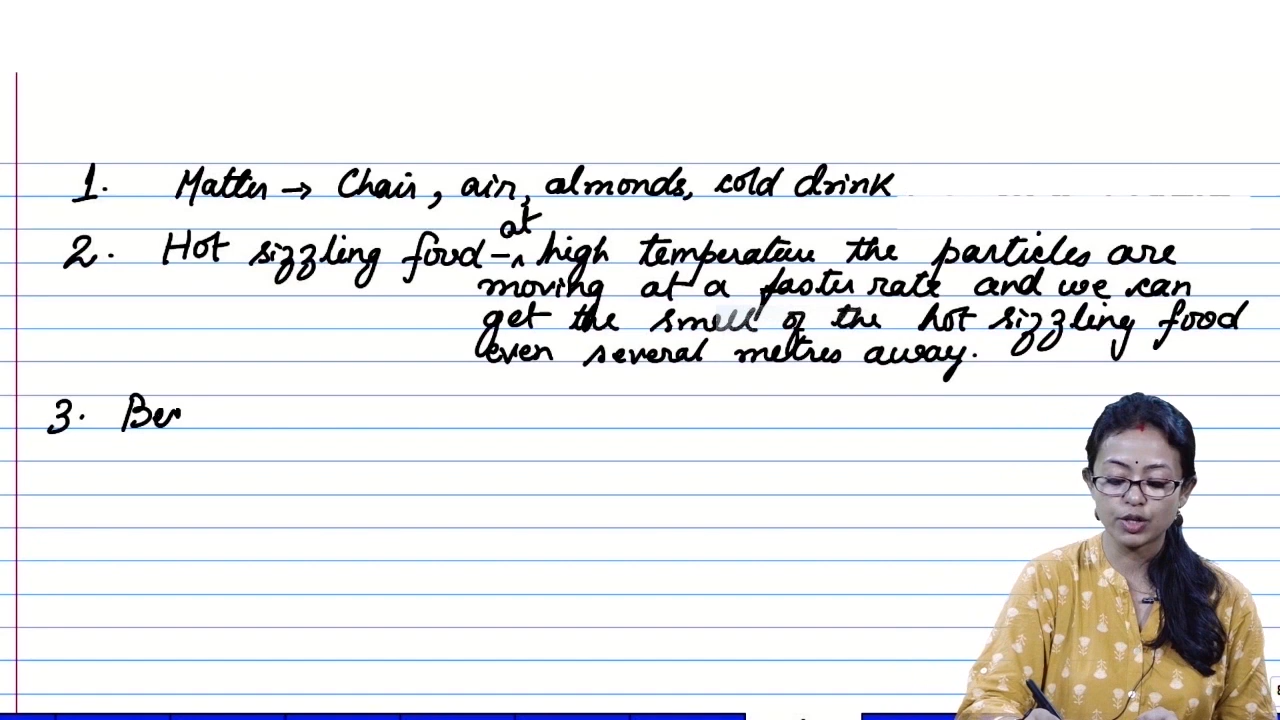 1. Matter → Chair, air, almonds, cold drink
at
2. Hot sizzling food – ^ high temperature the particles are
moving at a faster rate and we can
get the smell of the hot sizzling food
even several metres away.
3. Be